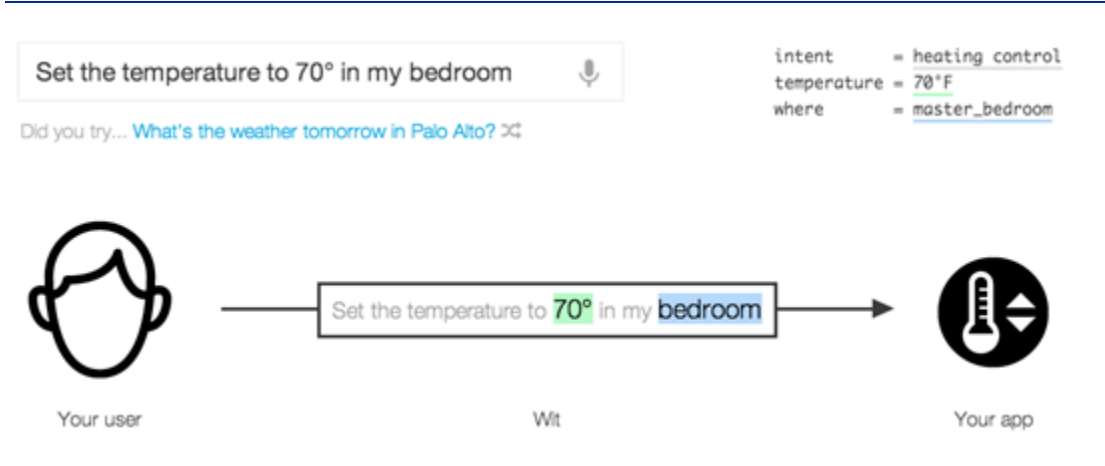 Set the temperature to 70° in my bedroom
Did you try... What's the weather tomorrow in Palo Alto?
intent = heating control
temperature = 70°F
where = master_bedroom
Set the temperature to 70° in my bedroom
Your user
Wit
Your app